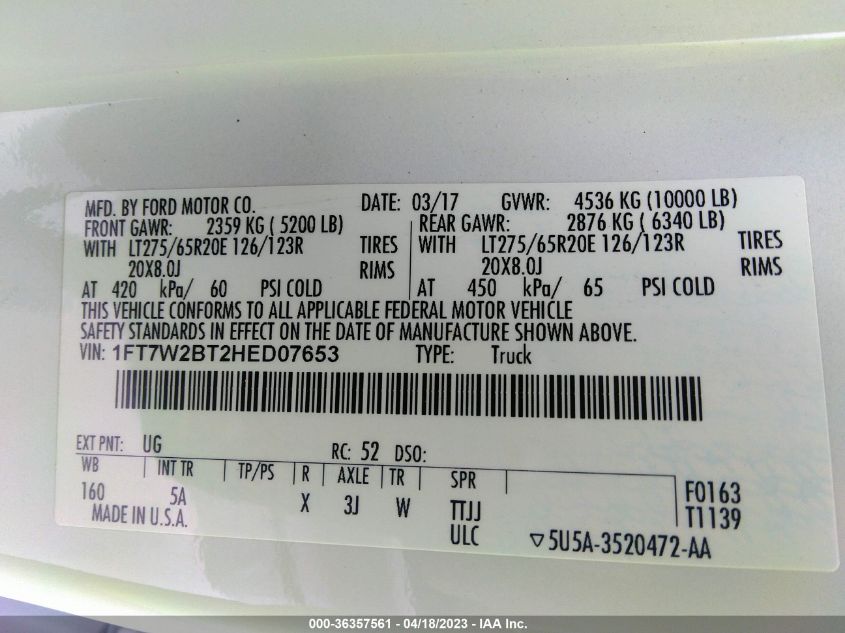 MFD. BY FORD MOTOR CO. DATE: 03/17 GVWR: 4536 KG (10000 LB)
FRONT GAWR: 2359 KG ( 5200 LB) REAR GAWR: 2876 KG ( 6340 LB)
WITH LT275/65R20E 126/123R TIRES WITH LT275/65R20E 126/123R TIRES
20X8.0J RIMS 20X8.0J RIMS
AT 420 kPa/ 60 PSI COLD AT 450 kPa/ 65 PSI COLD
THIS VEHICLE CONFORMS TO ALL APPLICABLE FEDERAL MOTOR VEHICLE
SAFETY STANDARDS IN EFFECT ON THE DATE OF MANUFACTURE SHOWN ABOVE.
VIN: 1FT7W2BT2HED07653 TYPE: Truck
EXT PNT: UG RC: 52 DSO:
WB INT TR TP/PS R AXLE TR SPR
160 5A X 3J W TTJJ F0163
MADE IN U.S.A. ULC T1139
▽5U5A-3520472-AA
000-36357561 - 04/18/2023 - IAA Inc.